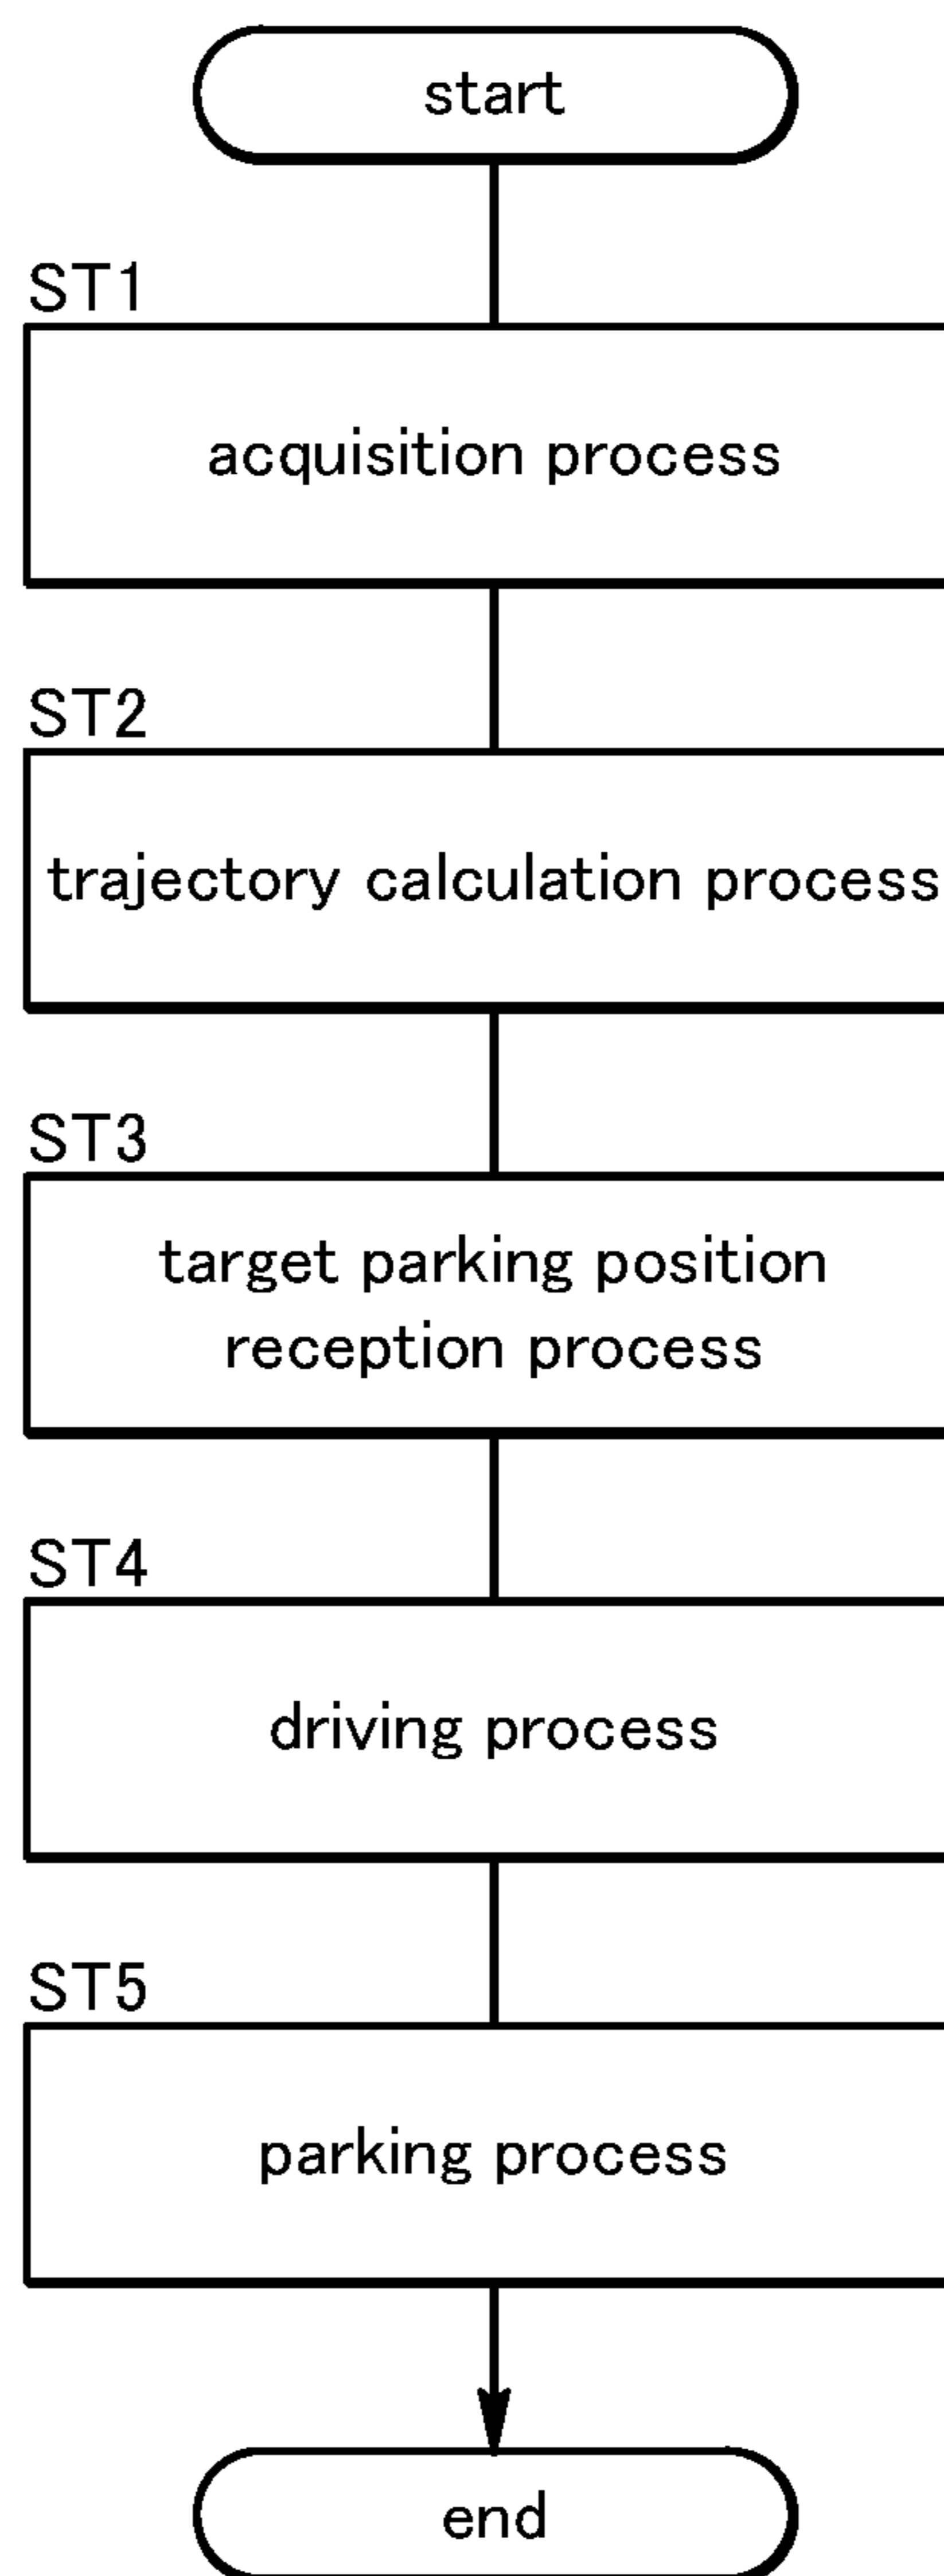 start
ST1
acquisition process
ST2
trajectory calculation process
ST3
target parking position
reception process
ST4
driving process
ST5
parking process
end